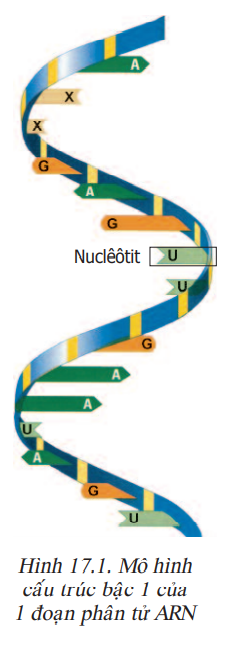 A
X
X
G
A
G
Nuclêôtit U
U
G
A
A
U
A
G
U
Hình 17.1. Mô hình
cấu trúc bậc 1 của
1 đoạn phân tử ARN